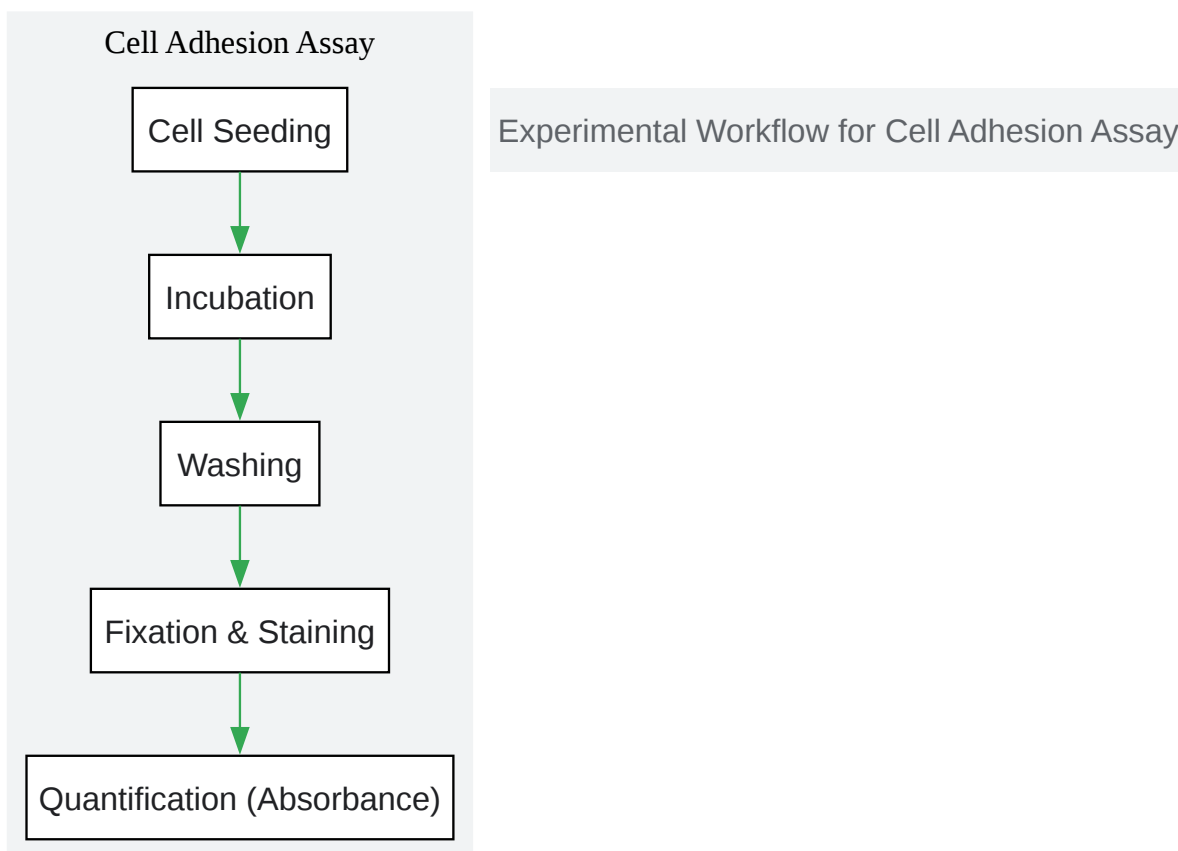 Cell Adhesion Assay
Cell Seeding
Experimental Workflow for Cell Adhesion Assay
Incubation
Washing
Fixation & Staining
Quantification (Absorbance)